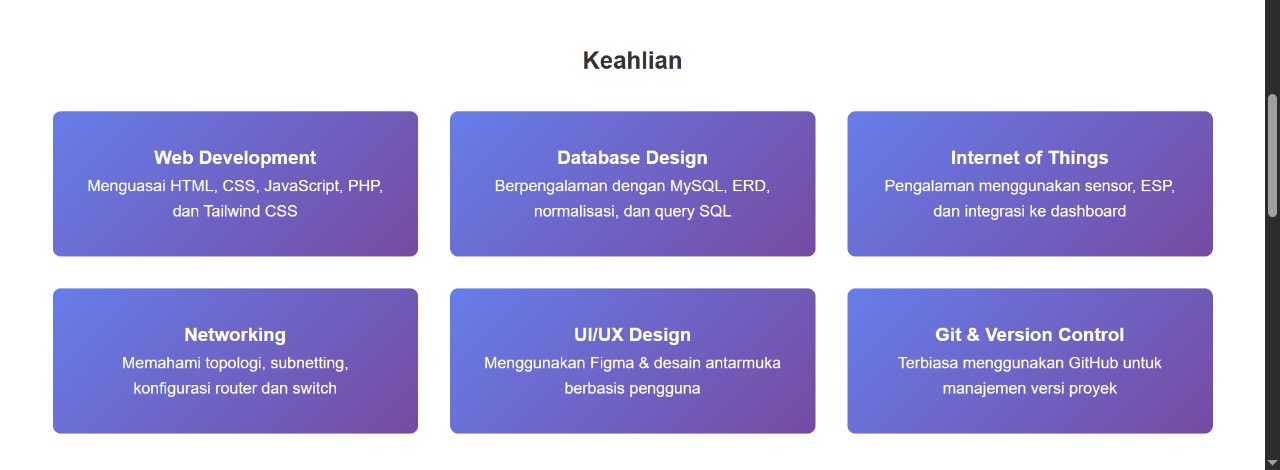 Keahlian
Web Development
Menguasai HTML, CSS, JavaScript, PHP,
dan Tailwind CSS
Database Design
Berpengalaman dengan MySQL, ERD,
normalisasi, dan query SQL
Internet of Things
Pengalaman menggunakan sensor, ESP,
dan integrasi ke dashboard
Networking
Memahami topologi, subnetting,
konfigurasi router dan switch
UI/UX Design
Menggunakan Figma & desain antarmuka
berbasis pengguna
Git & Version Control
Terbiasa menggunakan GitHub untuk
manajemen versi proyek